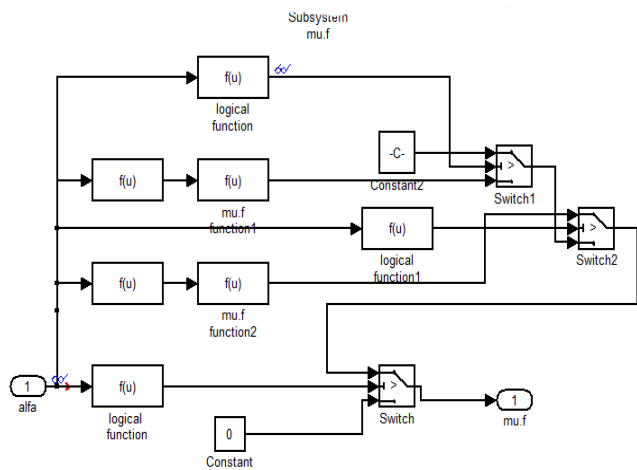 Subsystem
mu.f
f(u)
logical
function
-C-
Constant2
>
Switch1
f(u)
f(u)
mu.f
function1
f(u)
logical
function1
>
Switch2
f(u)
f(u)
mu.f
function2
1
alfa
f(u)
logical
function
0
Constant
>
Switch
1
mu.f